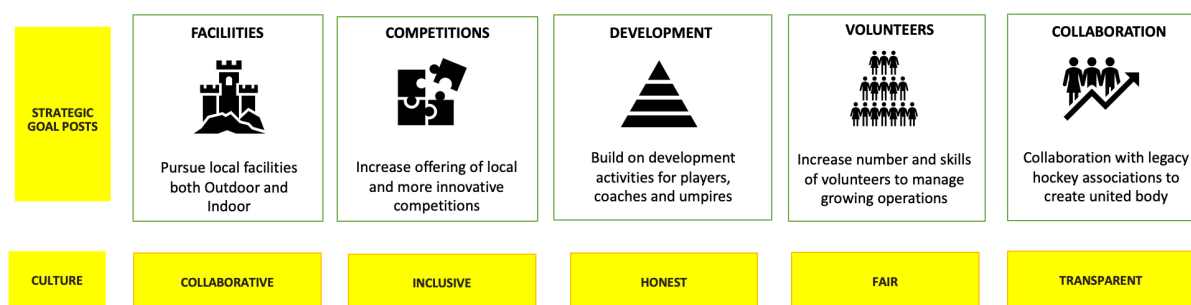 STRATEGIC
GOAL POSTS
FACILIITIES
Pursue local facilities
both Outdoor and
Indoor
COMPETITIONS
Increase offering of local
and more innovative
competitions
DEVELOPMENT
Build on development
activities for players,
coaches and umpires
VOLUNTEERS
Increase number and skills
of volunteers to manage
growing operations
COLLABORATION
Collaboration with legacy
hockey associations to
create united body
CULTURE
COLLABORATIVE
INCLUSIVE
HONEST
FAIR
TRANSPARENT